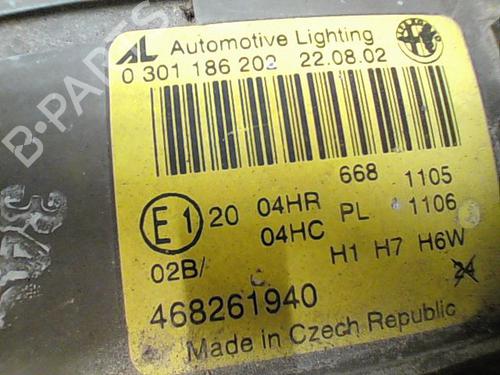 AL Automotive Lighting
0 301 186 202 22.08.02
668 1105
E1 20 04HR PL 1106
04HC
02B/ H1 H7 H6W
24
468261940
Made in Czech Republic
B-PARTS